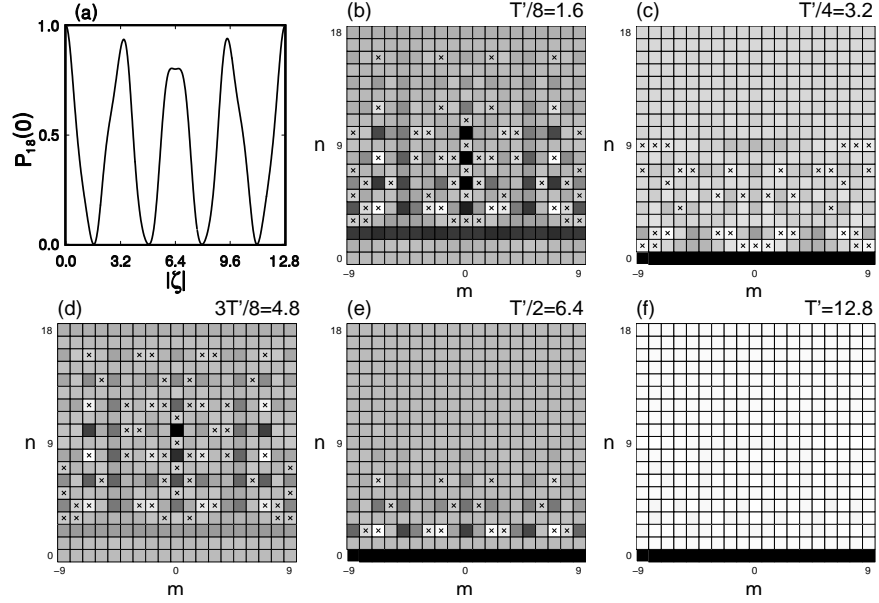 (a)
1.0
0.5
0.0
P18(0)
0.0 3.2 6.4 9.6 12.8
|ζ|
(b) T'/8=1.6
18
n 9
0
−9 0 9
m
(c) T'/4=3.2
18
n 9
0
−9 0 9
m
(d) 3T'/8=4.8
18
n 9
0
−9 0 9
m
(e) T'/2=6.4
18
n 9
0
−9 0 9
m
(f) T'=12.8
18
n 9
0
−9 0 9
m